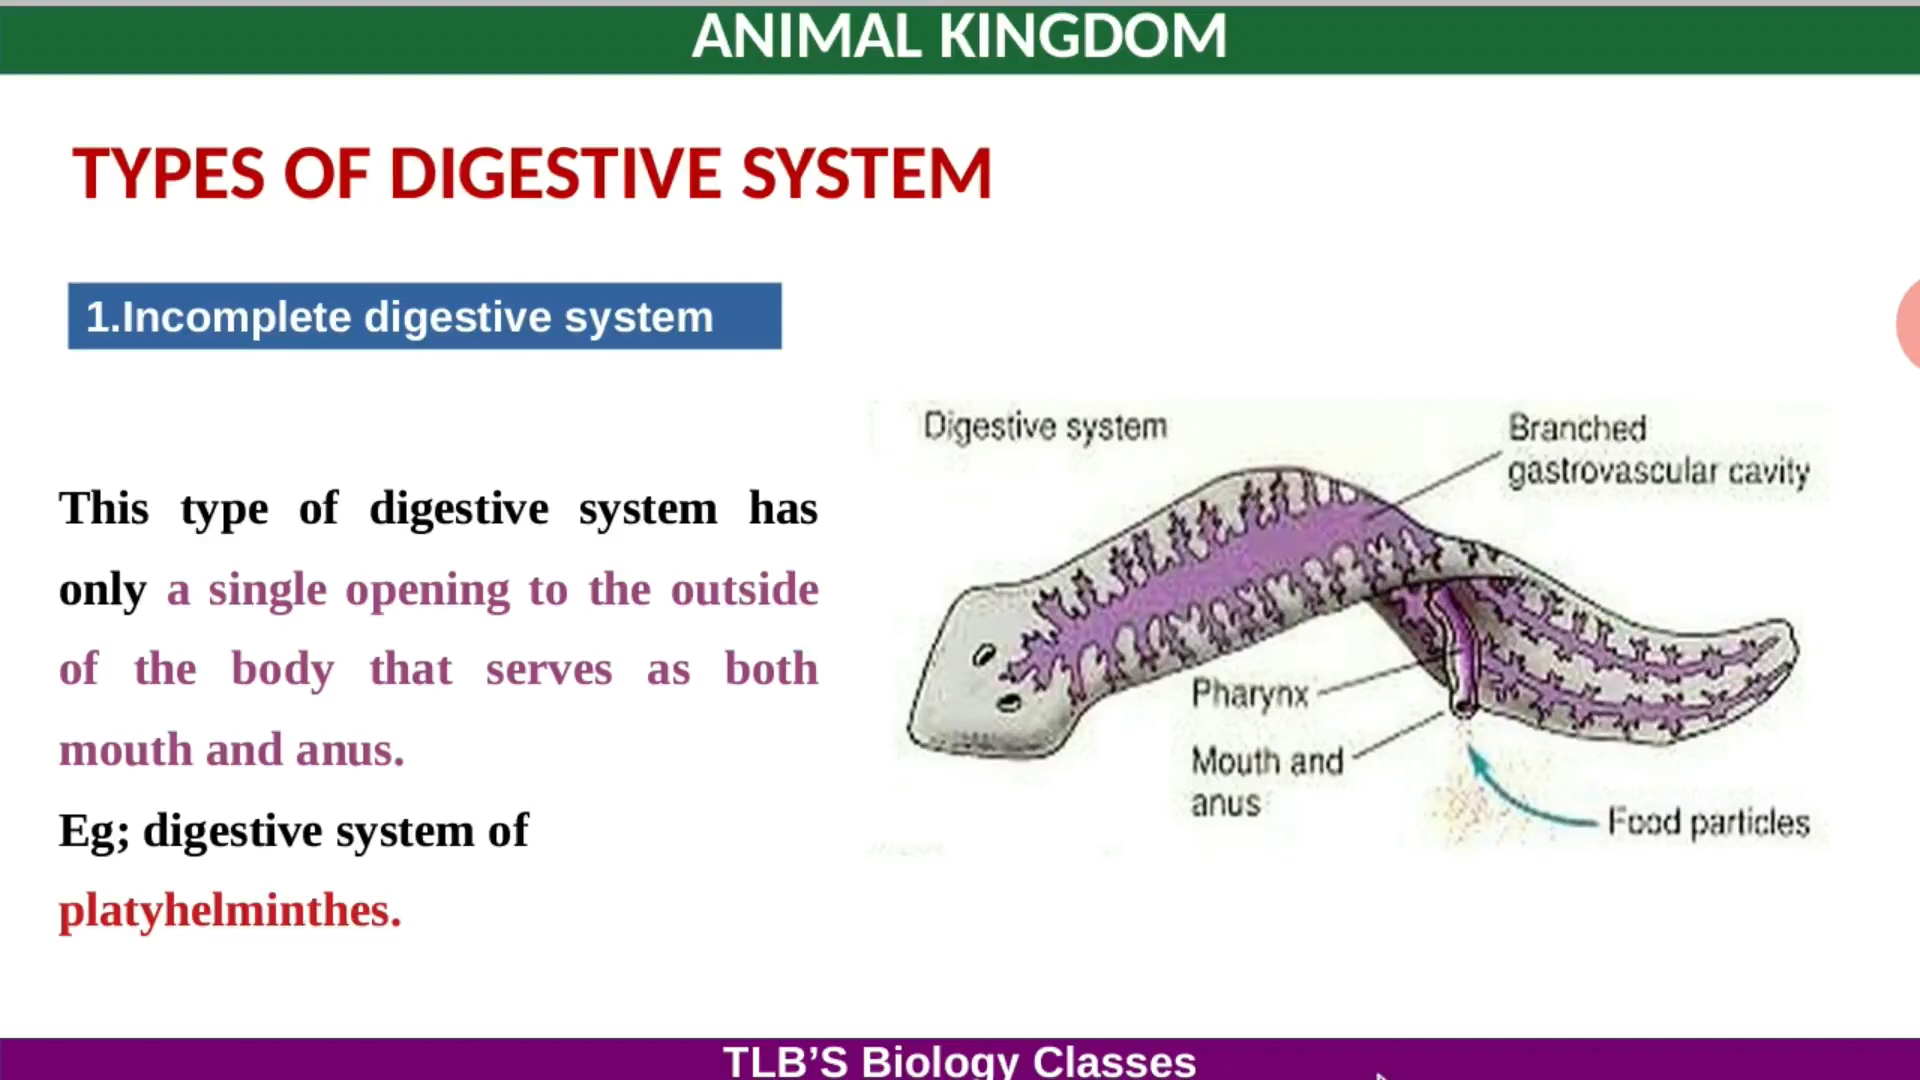 ANIMAL KINGDOM
TYPES OF DIGESTIVE SYSTEM
1.Incomplete digestive system
This type of digestive system has
only a single opening to the outside
of the body that serves as both
mouth and anus.
Eg; digestive system of
platyhelminthes.
Digestive system
Branched
gastrovascular cavity
Pharynx
Mouth and
anus
Food particles
TLB'S Biology Classes